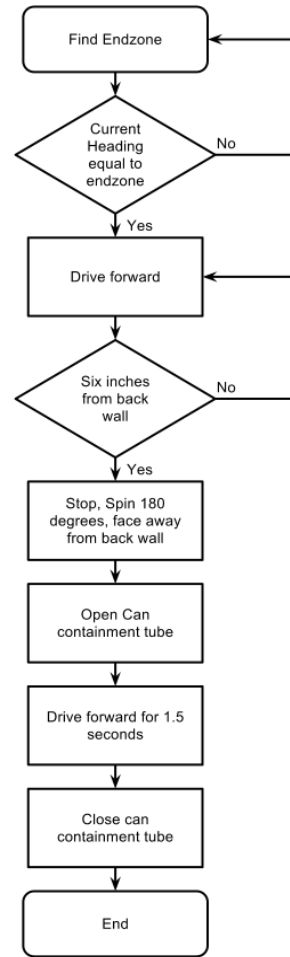 Find Endzone
Current
Heading
equal to
endzone
No
Yes
Drive forward
Six inches
from back
wall
No
Yes
Stop, Spin 180
degrees, face away
from back wall
Open Can
containment tube
Drive forward for 1.5
seconds
Close can
containment tube
End